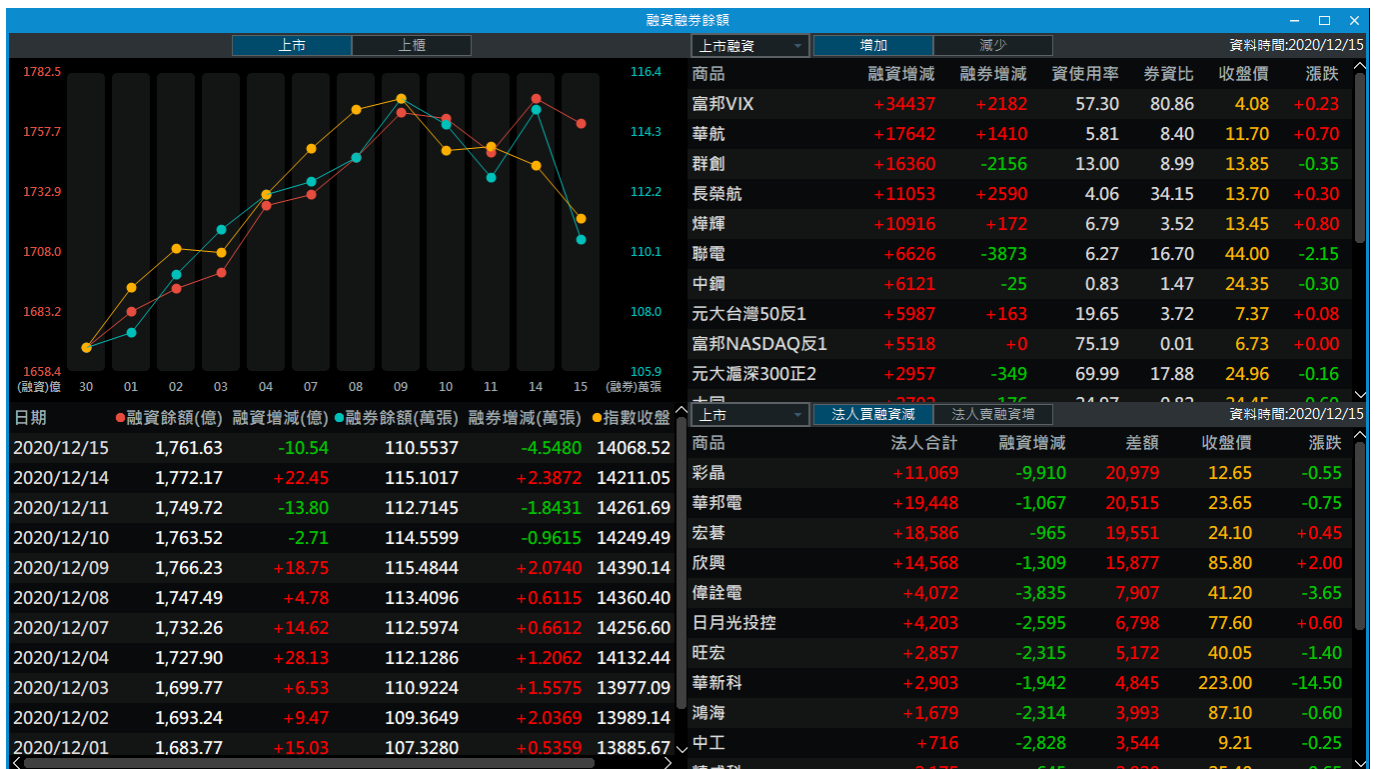 融資融券餘額
上市 上櫃
1782.5 116.4
1757.7 114.3
1732.9 112.2
1708.0 110.1
1683.2 108.0
1658.4 105.9
(融資)億 30 01 02 03 04 07 08 09 10 11 14 15 (融券)萬張
日期 融資餘額(億) 融資增減(億) 融券餘額(萬張) 融券增減(萬張) 指數收盤
2020/12/15 1,761.63 -10.54 110.5537 -4.5480 14068.52
2020/12/14 1,772.17 +22.45 115.1017 +2.3872 14211.05
2020/12/11 1,749.72 -13.80 112.7145 -1.8431 14261.69
2020/12/10 1,763.52 -2.71 114.5599 -0.9615 14249.49
2020/12/09 1,766.23 +18.75 115.4844 +2.0740 14390.14
2020/12/08 1,747.49 +4.78 113.4096 +0.6115 14360.40
2020/12/07 1,732.26 +14.62 112.5974 +0.6612 14256.60
2020/12/04 1,727.90 +28.13 112.1286 +1.2062 14132.44
2020/12/03 1,699.77 +6.53 110.9224 +1.5575 13977.09
2020/12/02 1,693.24 +9.47 109.3649 +2.0369 13989.14
2020/12/01 1,683.77 +15.03 107.3280 +0.5359 13885.67
上市融資 增加 減少 資料時間:2020/12/15
商品 融資增減 融券增減 資使用率 券資比 收盤價 漲跌
富邦VIX +34437 +2182 57.30 80.86 4.08 +0.23
華航 +17642 +1410 5.81 8.40 11.70 +0.70
群創 +16360 -2156 13.00 8.99 13.85 -0.35
長榮航 +11053 +2590 4.06 34.15 13.70 +0.30
燁輝 +10916 +172 6.79 3.52 13.45 +0.80
聯電 +6626 -3873 6.27 16.70 44.00 -2.15
中鋼 +6121 -25 0.83 1.47 24.35 -0.30
元大台灣50反1 +5987 +163 19.65 3.72 7.37 +0.08
富邦NASDAQ反1 +5518 +0 75.19 0.01 6.73 +0.00
元大滬深300正2 +2957 -349 69.99 17.88 24.96 -0.16
上市 法人買融資減 法人賣融資增 資料時間:2020/12/15
商品 法人合計 融資增減 差額 收盤價 漲跌
彩晶 +11,069 -9,910 20,979 12.65 -0.55
華邦電 +19,448 -1,067 20,515 23.65 -0.75
宏碁 +18,586 -965 19,551 24.10 +0.45
欣興 +14,568 -1,309 15,877 85.80 +2.00
偉詮電 +4,072 -3,835 7,907 41.20 -3.65
日月光投控 +4,203 -2,595 6,798 77.60 +0.60
旺宏 +2,857 -2,315 5,172 40.05 -1.40
華新科 +2,903 -1,942 4,845 223.00 -14.50
鴻海 +1,679 -2,314 3,993 87.10 -0.60
中工 +716 -2,828 3,544 9.21 -0.25